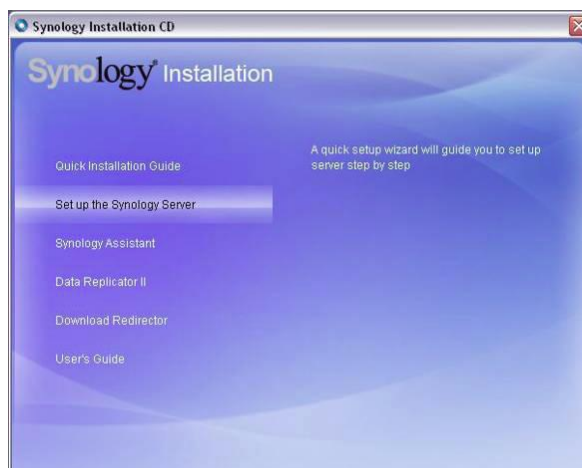 Synology Installation CD
Synology Installation
Quick Installation Guide
Set up the Synology Server
Synology Assistant
Data Replicator II
Download Redirector
User's Guide
A quick setup wizard will guide you to set up
server step by step